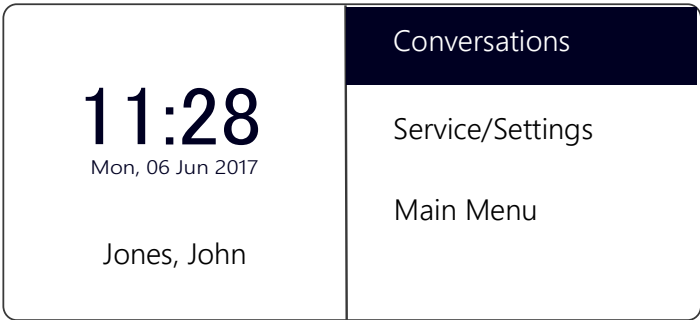 11:28
Mon, 06 Jun 2017
Jones, John
Conversations
Service/Settings
Main Menu